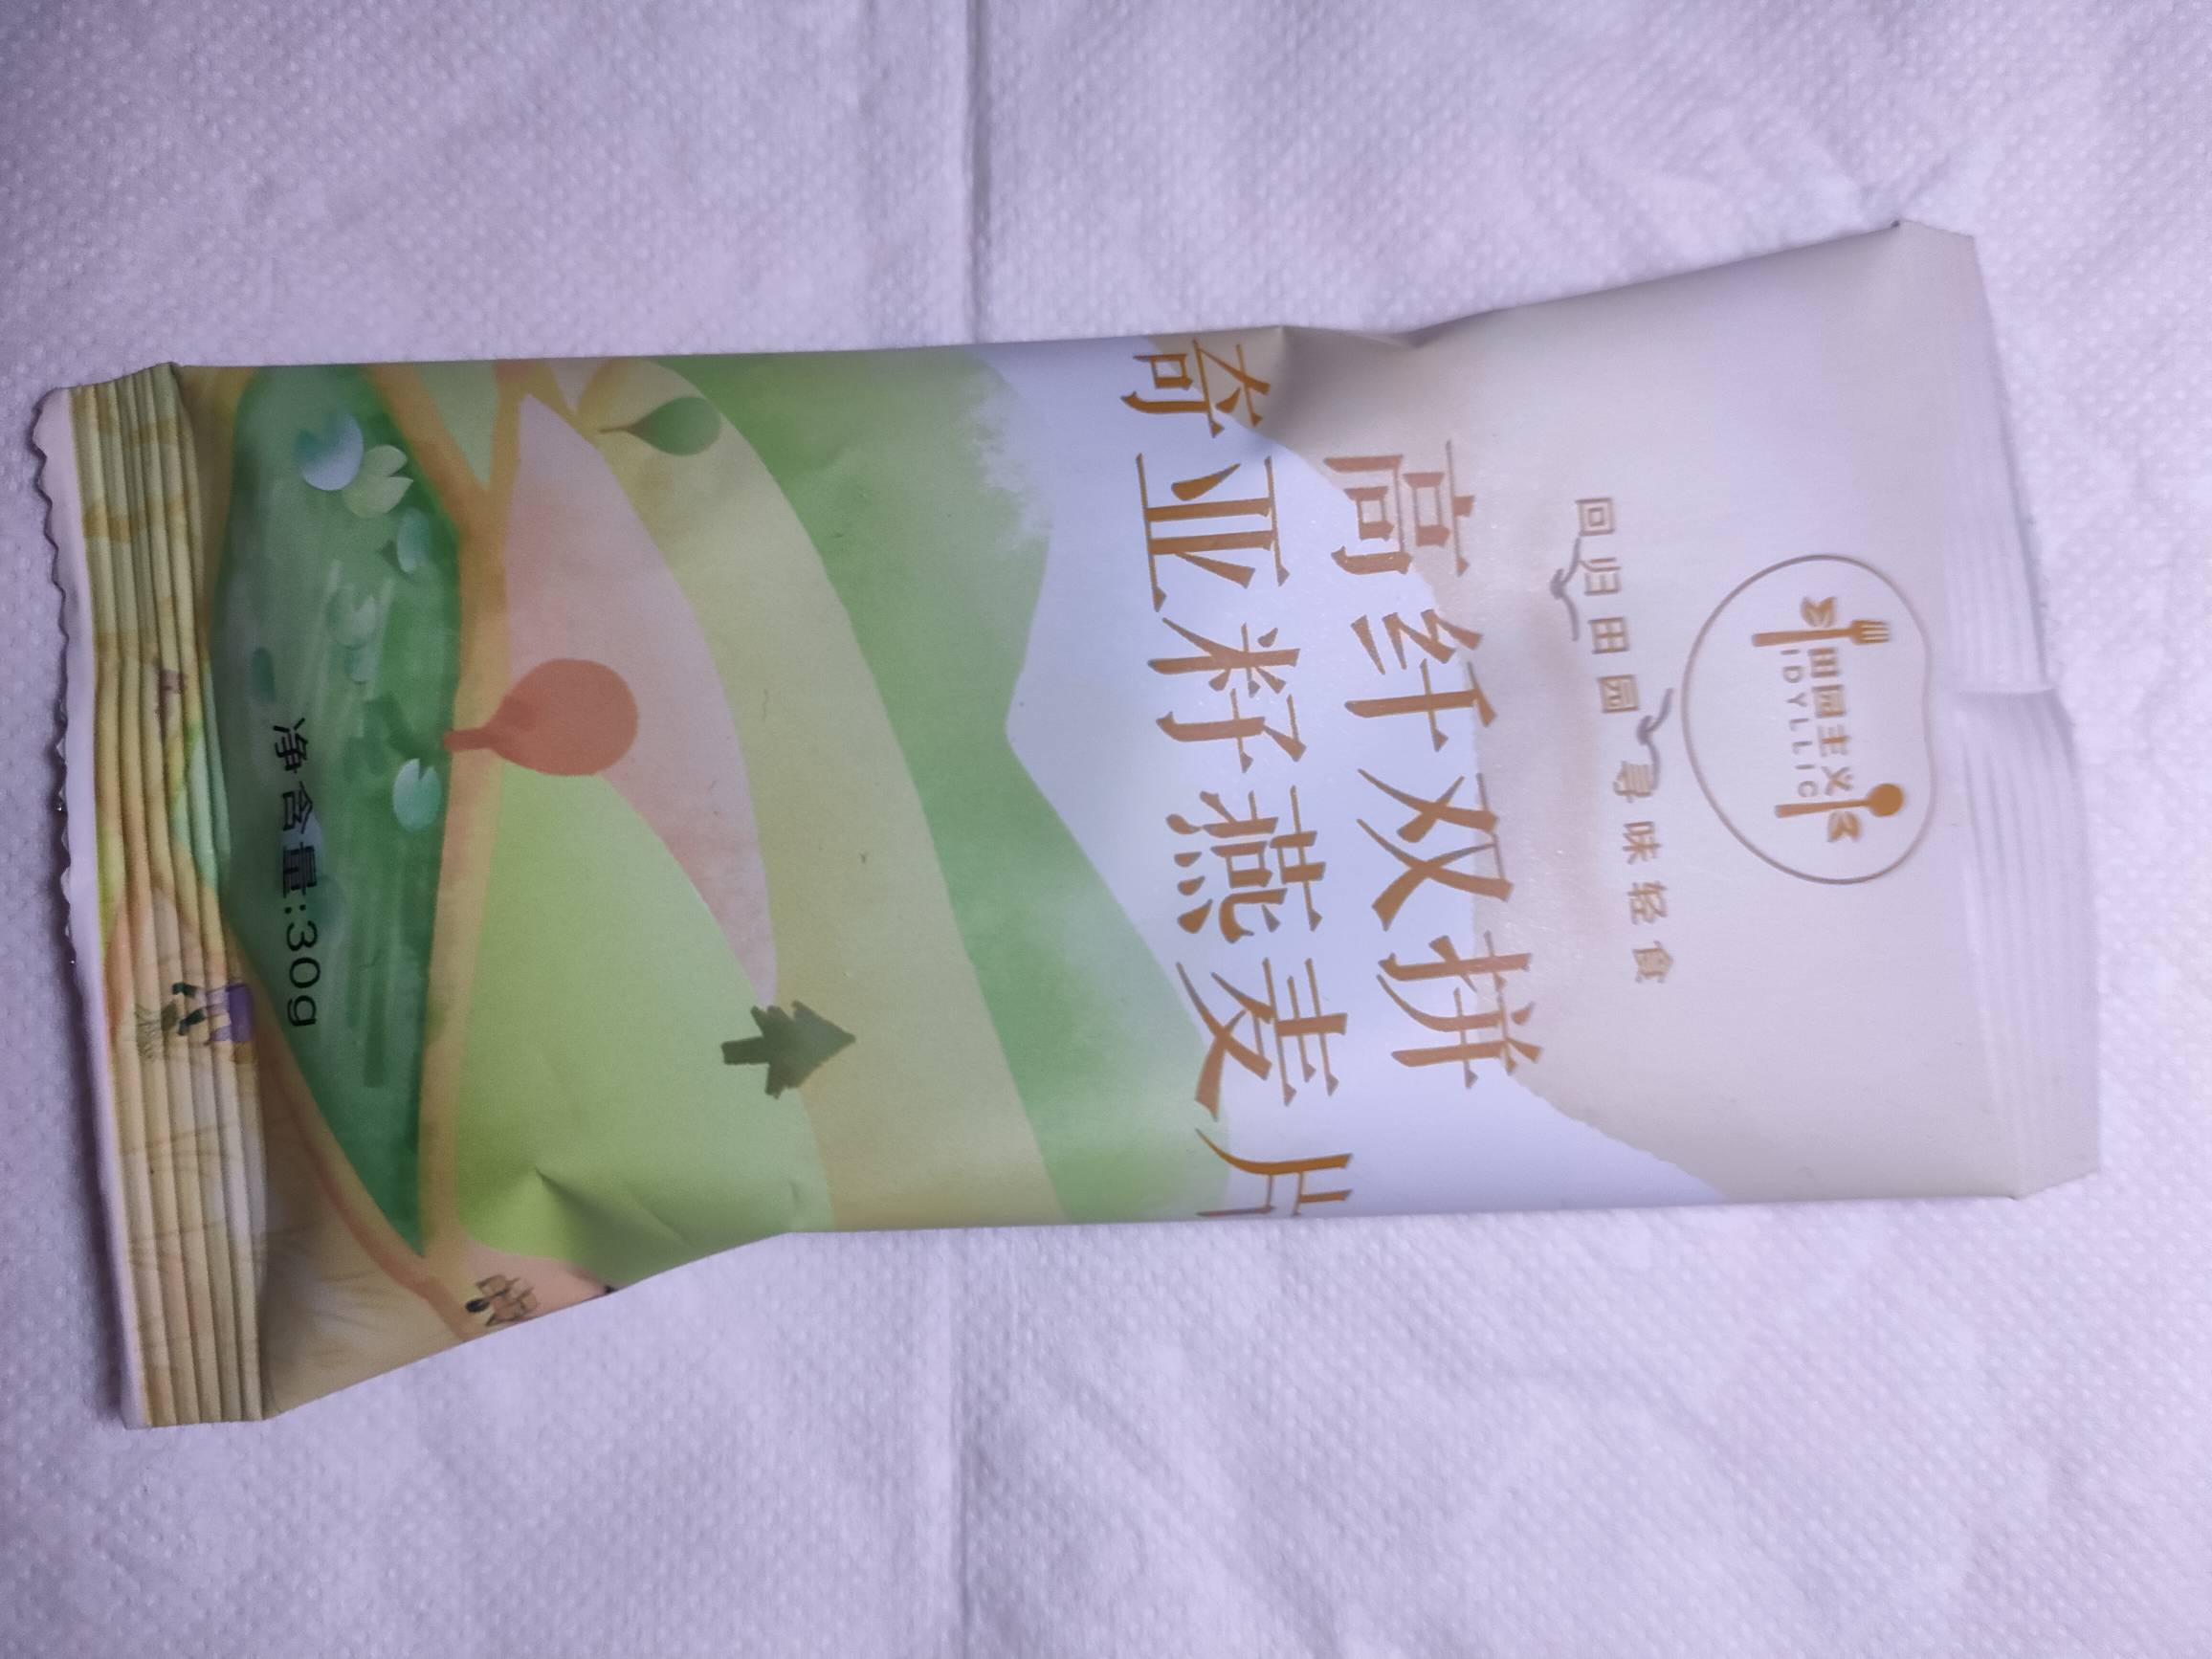 田园主义
IDYLLIC
回归田园 寻味轻食
高纤双拼
奇亚籽燕麦片
净含量:30g